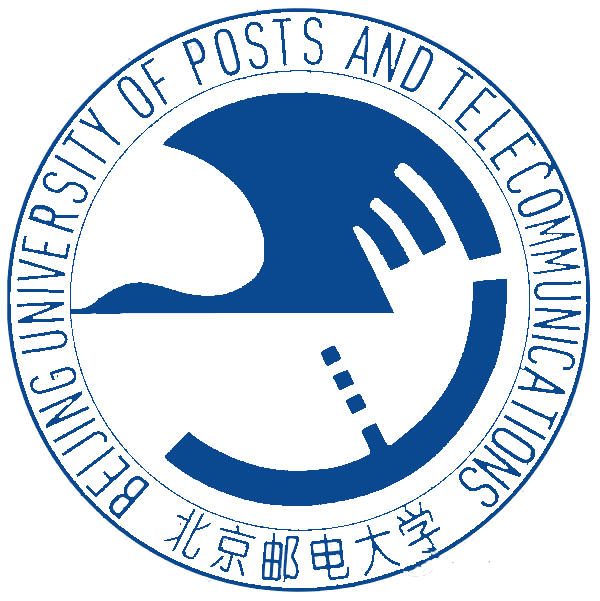 BEIJING UNIVERSITY OF POSTS AND TELECOMMUNICATIONS
北京邮电大学